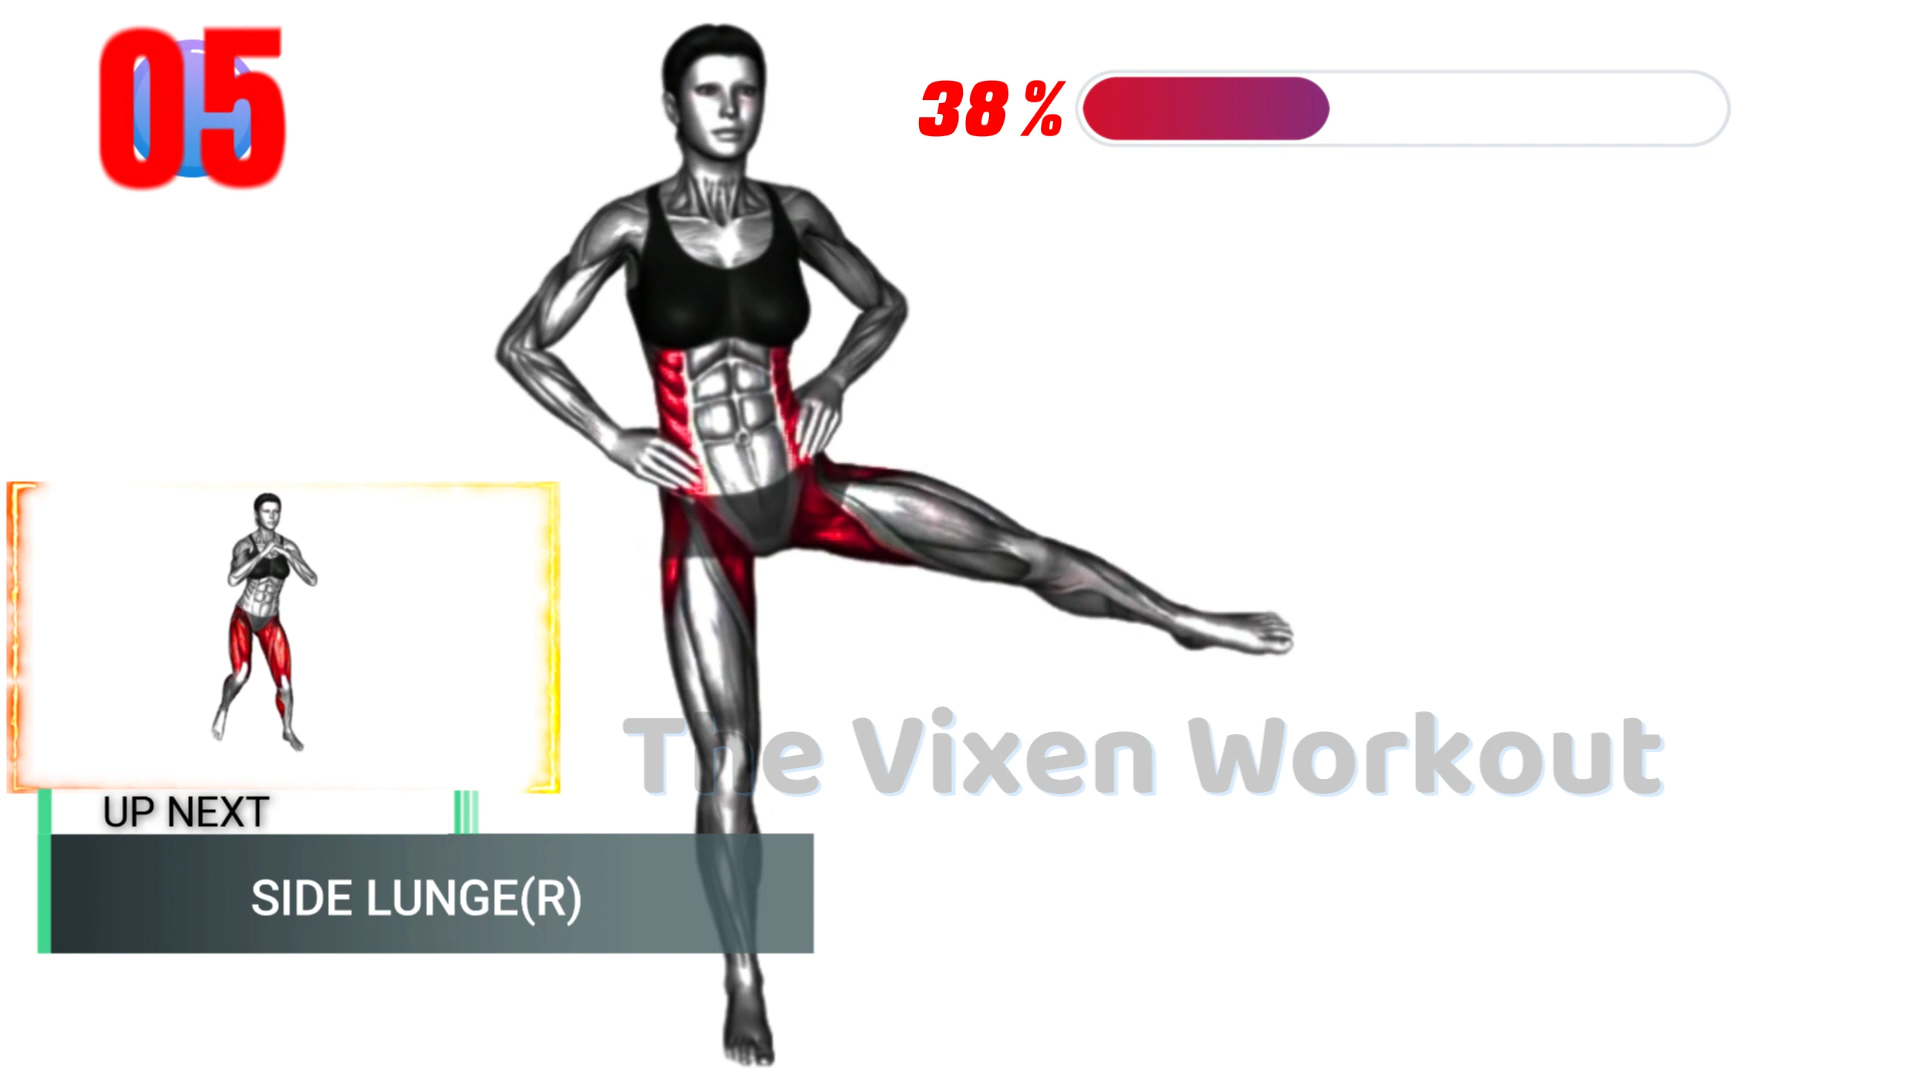 05
38%
The Vixen Workout
UP NEXT
SIDE LUNGE(R)